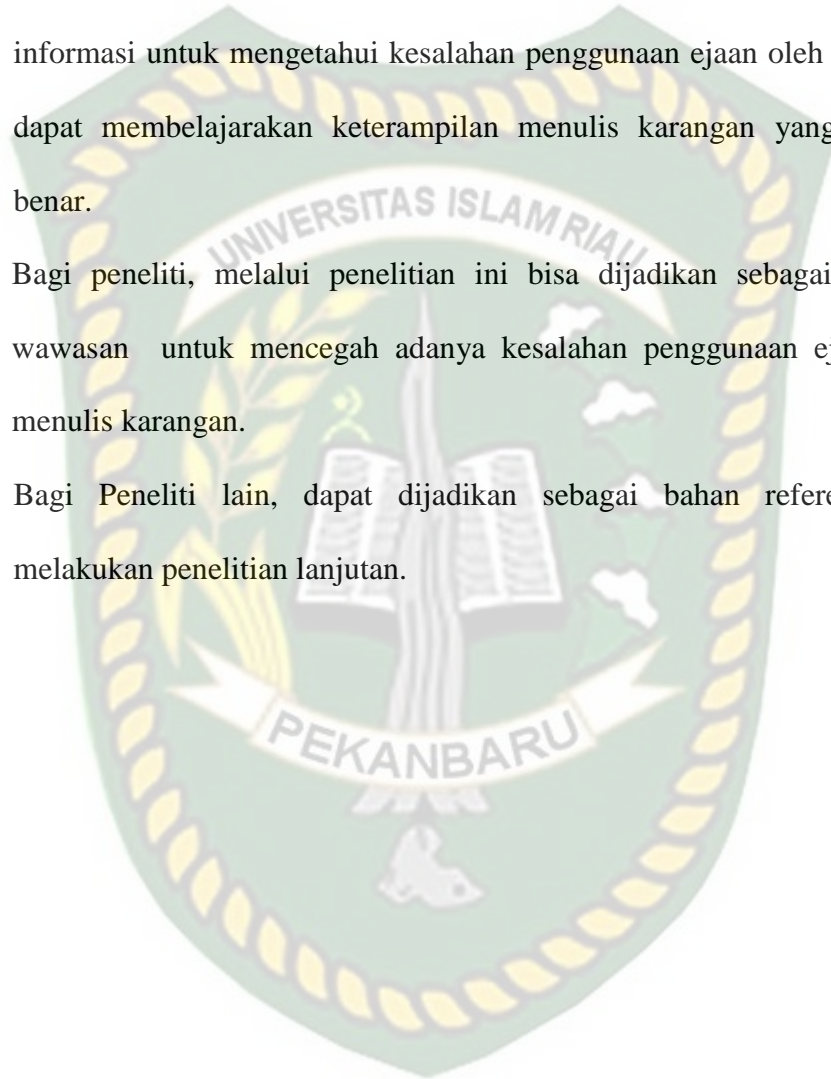 informasi untuk mengetahui kesalahan penggunaan ejaan oleh
dapat membelajarakan keterampilan menulis karangan yang
benar.
UNIVERSITAS ISLAM RIAU
Bagi peneliti, melalui penelitian ini bisa dijadikan sebagai
wawasan untuk mencegah adanya kesalahan penggunaan ej
menulis karangan.
Bagi Peneliti lain, dapat dijadikan sebagai bahan refere
melakukan penelitian lanjutan.
PEKANBARU